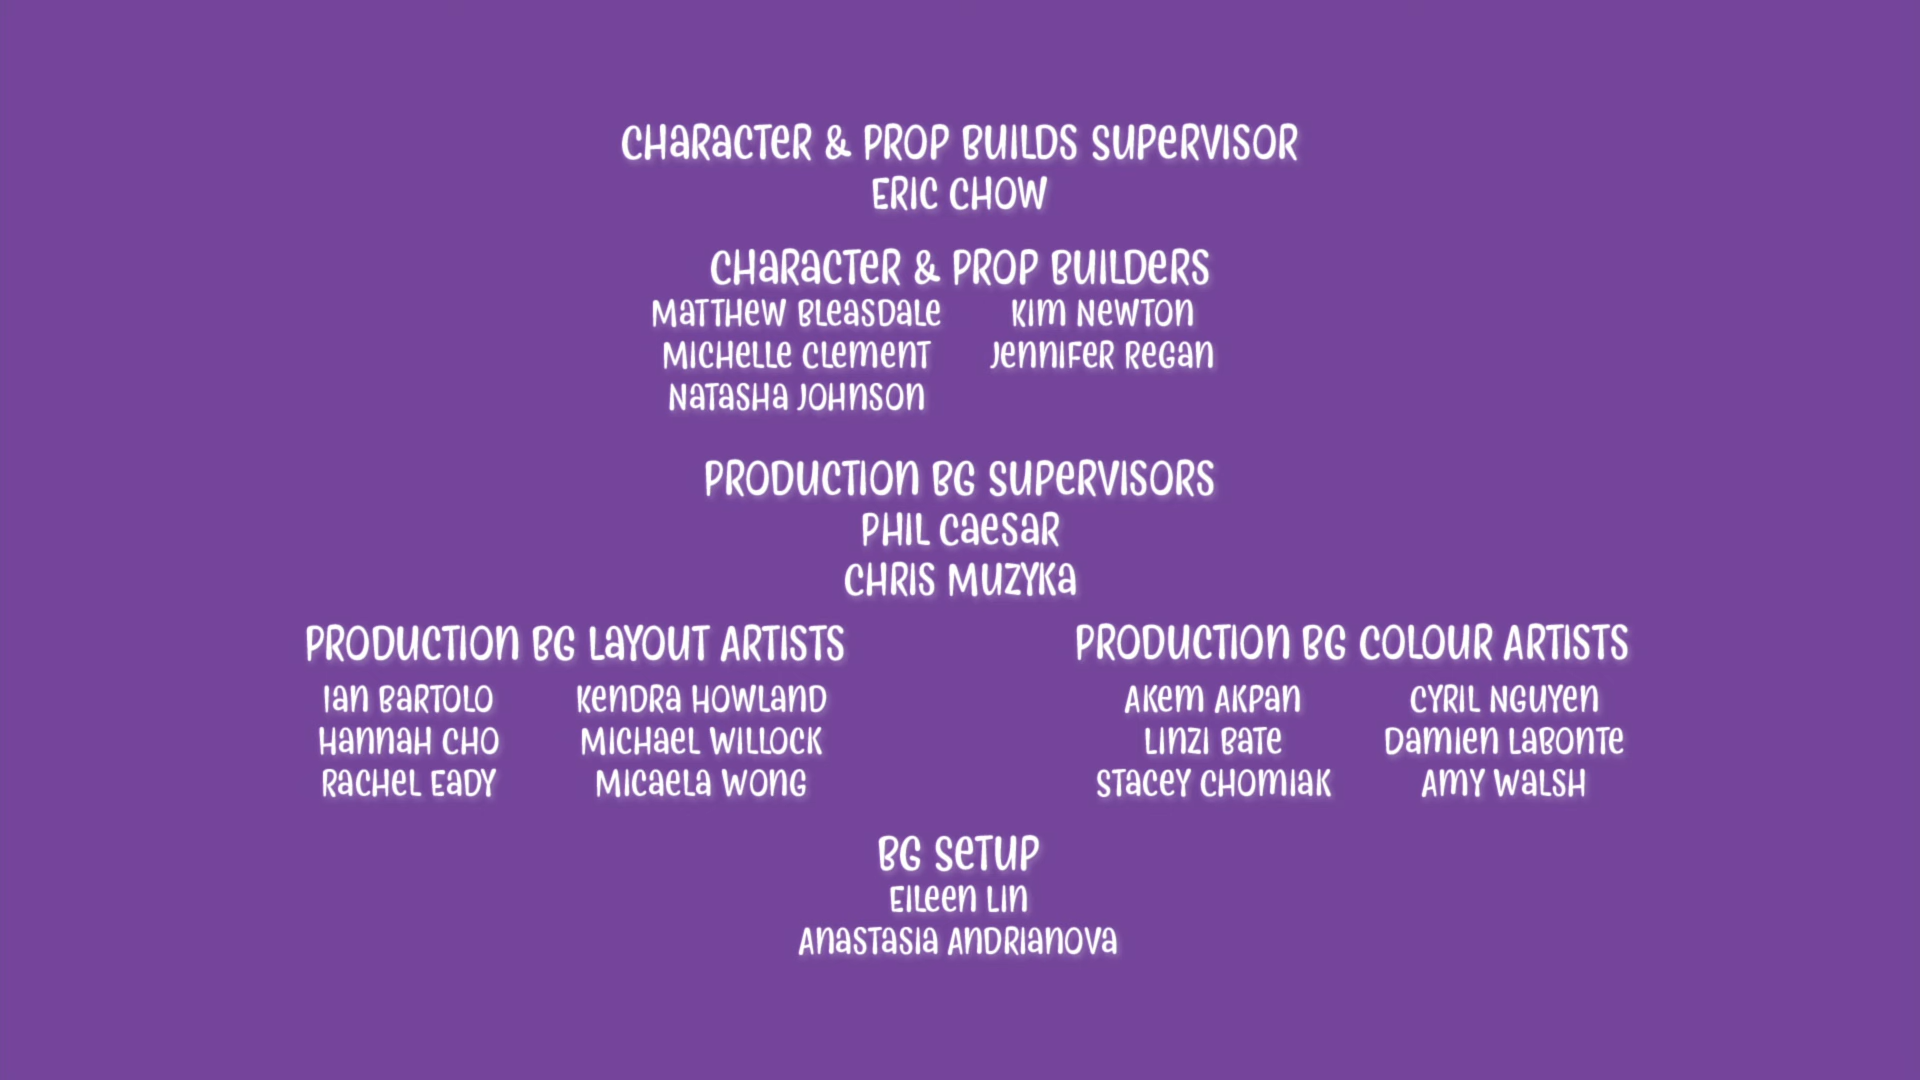 CHARACTER & PROP BUILDS SUPERVISOR
ERIC CHOW
CHARACTER & PROP BUILDERS
MATTHEW BLEASDALE KIM NEWTON
MICHELLE CLEMENT JENNIFER REGAN
NATASHA JOHNSON
PRODUCTION BG SUPERVISORS
PHIL CAESAR
CHRIS MUZYKA
PRODUCTION BG LAYOUT ARTISTS
IAN BARTOLO KENDRA HOWLAND
HANNAH CHO MICHAEL WILLOCK
RACHEL EADY MICAELA WONG
PRODUCTION BG COLOUR ARTISTS
AKEM AKPAN CYRIL NGUYEN
LINZI BATE DAMIEN LABONTE
STACEY CHOMIAK AMY WALSH
BG SETUP
EILEEN LIN
ANASTASIA ANDRIANOVA